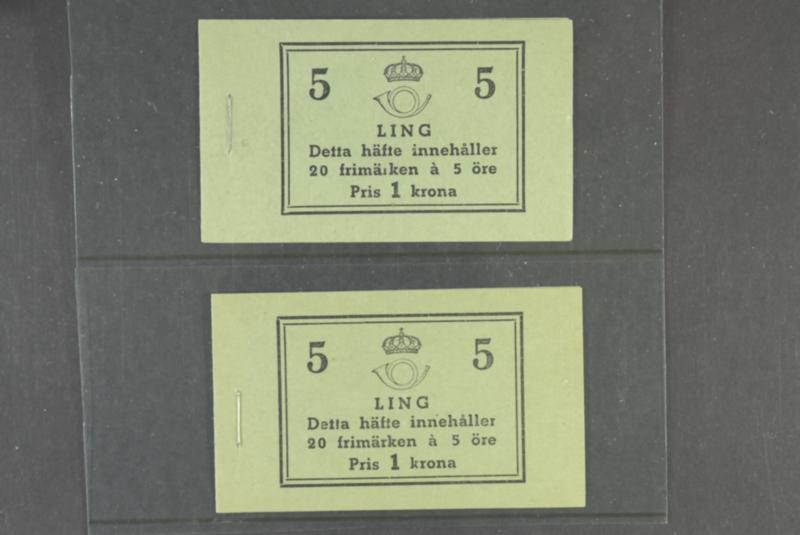 5 5
LING
Detta häfte innehåller
20 frimärken à 5 öre
Pris 1 krona
5 5
LING
Detta häfte innehåller
20 frimärken à 5 öre
Pris 1 krona